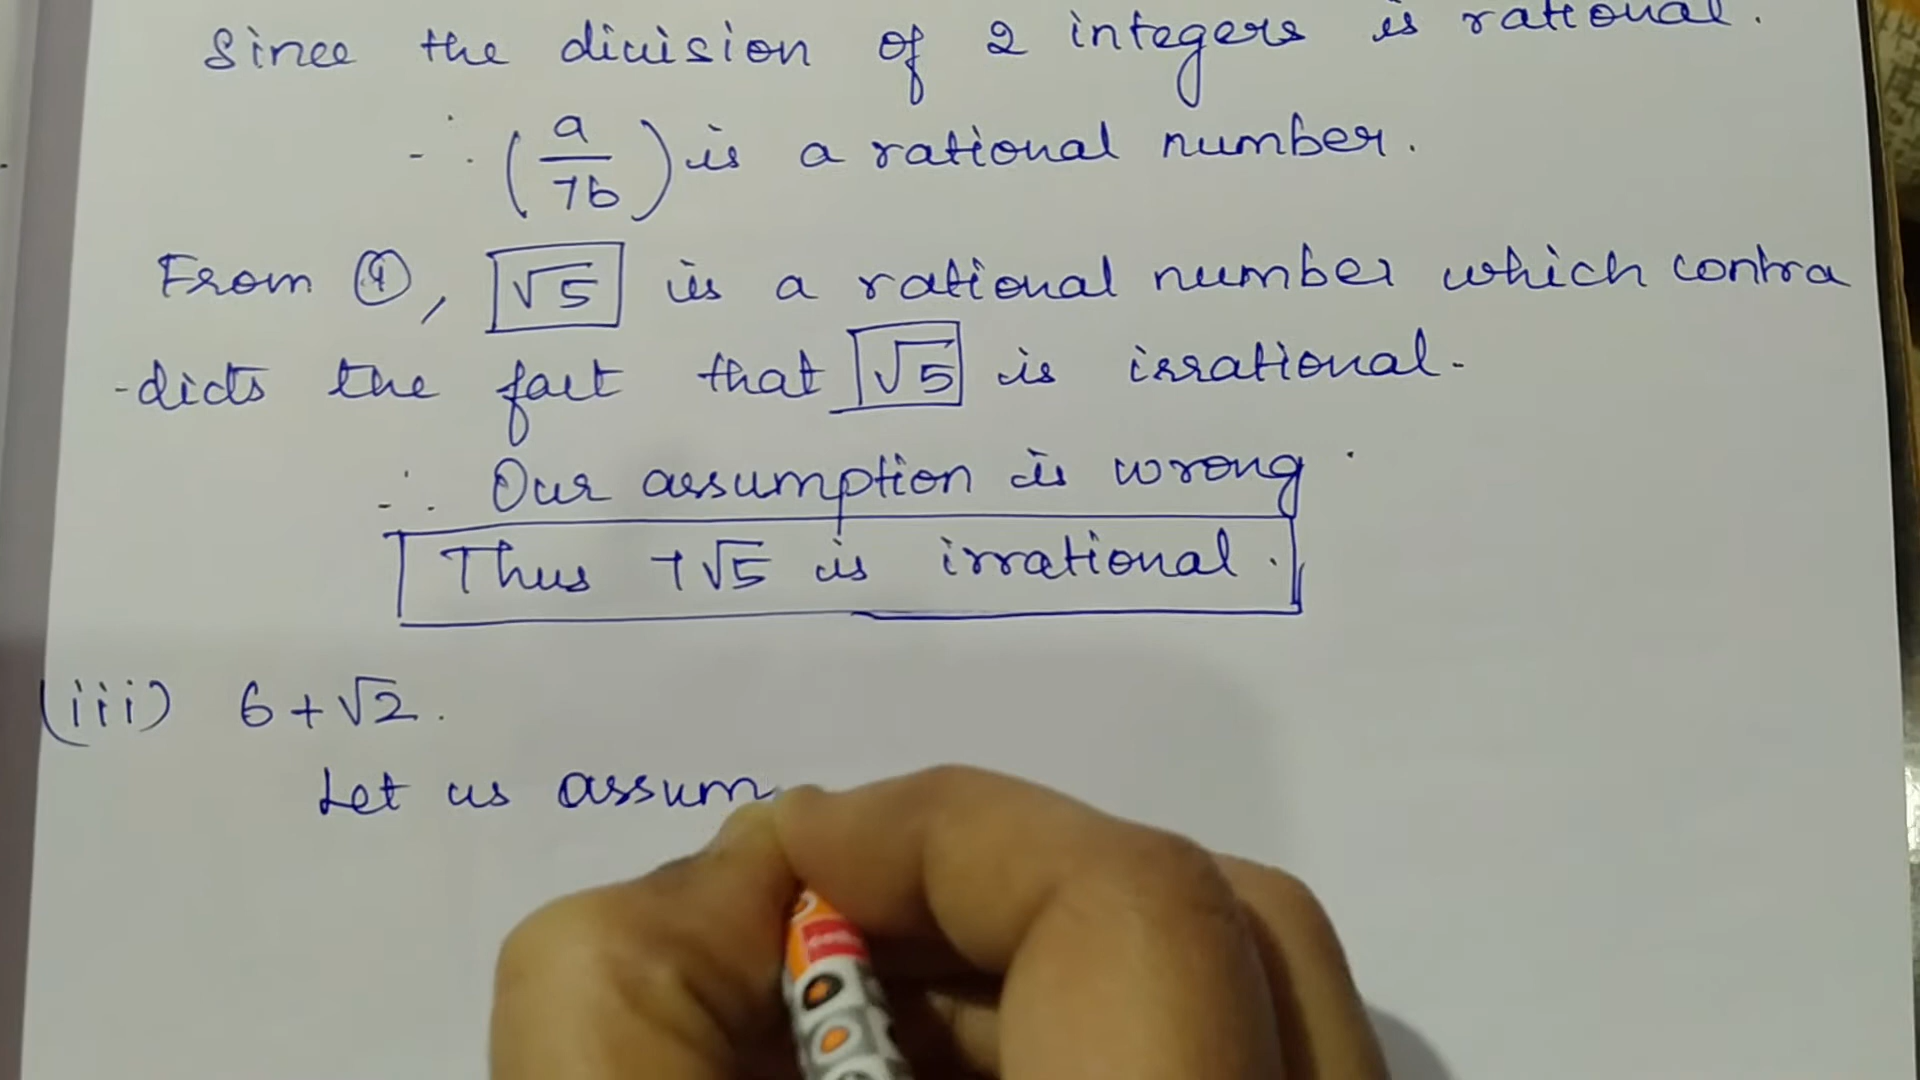 Since the division of 2 integers is rational.
∴ (a/7b) is a rational number.
From ④, √5 is a rational number which contra
-dicts the fact that √5 is irrational.
∴ Our assumption is wrong.
Thus 7√5 is irrational.
(iii) 6+√2.
Let us assum